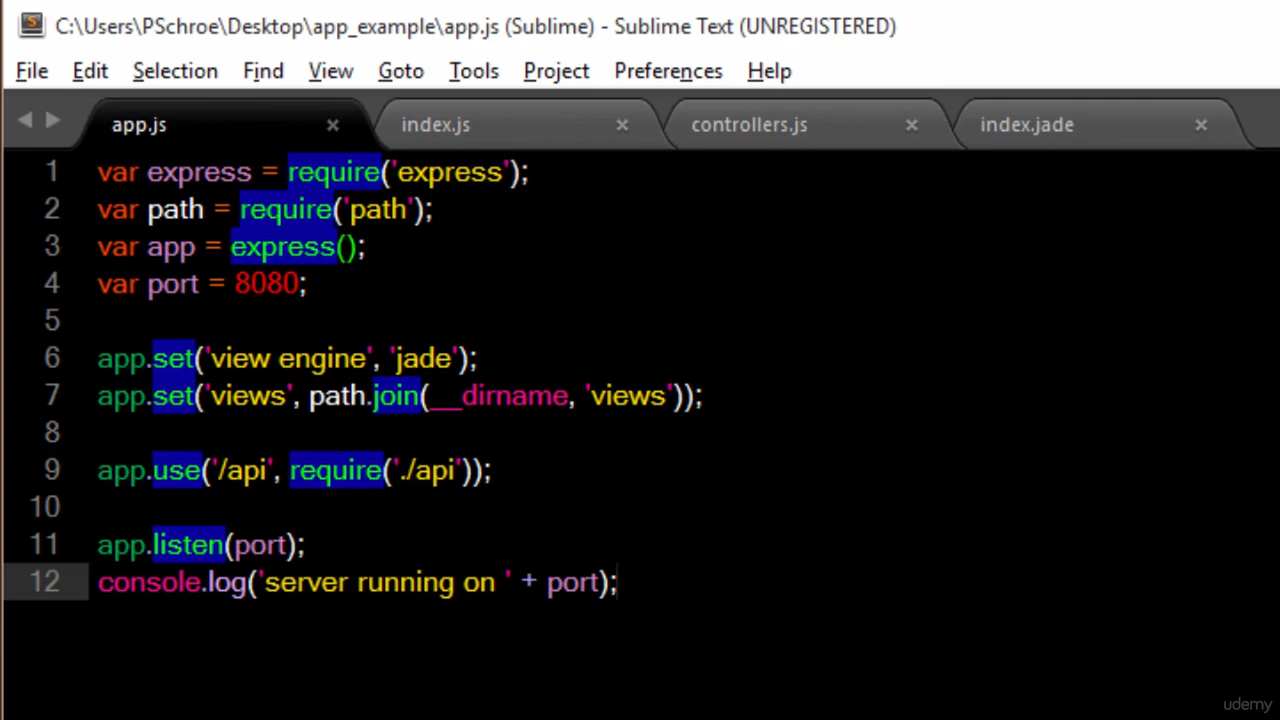 C:\Users\PSchroe\Desktop\app_example\app.js (Sublime) - Sublime Text (UNREGISTERED)
File Edit Selection Find View Goto Tools Project Preferences Help
app.js × index.js × controllers.js × index.jade ×
1 var express = require('express');
2 var path = require('path');
3 var app = express();
4 var port = 8080;
5
6 app.set('view engine', 'jade');
7 app.set('views', path.join(__dirname, 'views'));
8
9 app.use('/api', require('./api'));
10
11 app.listen(port);
12 console.log('server running on ' + port);
udemy